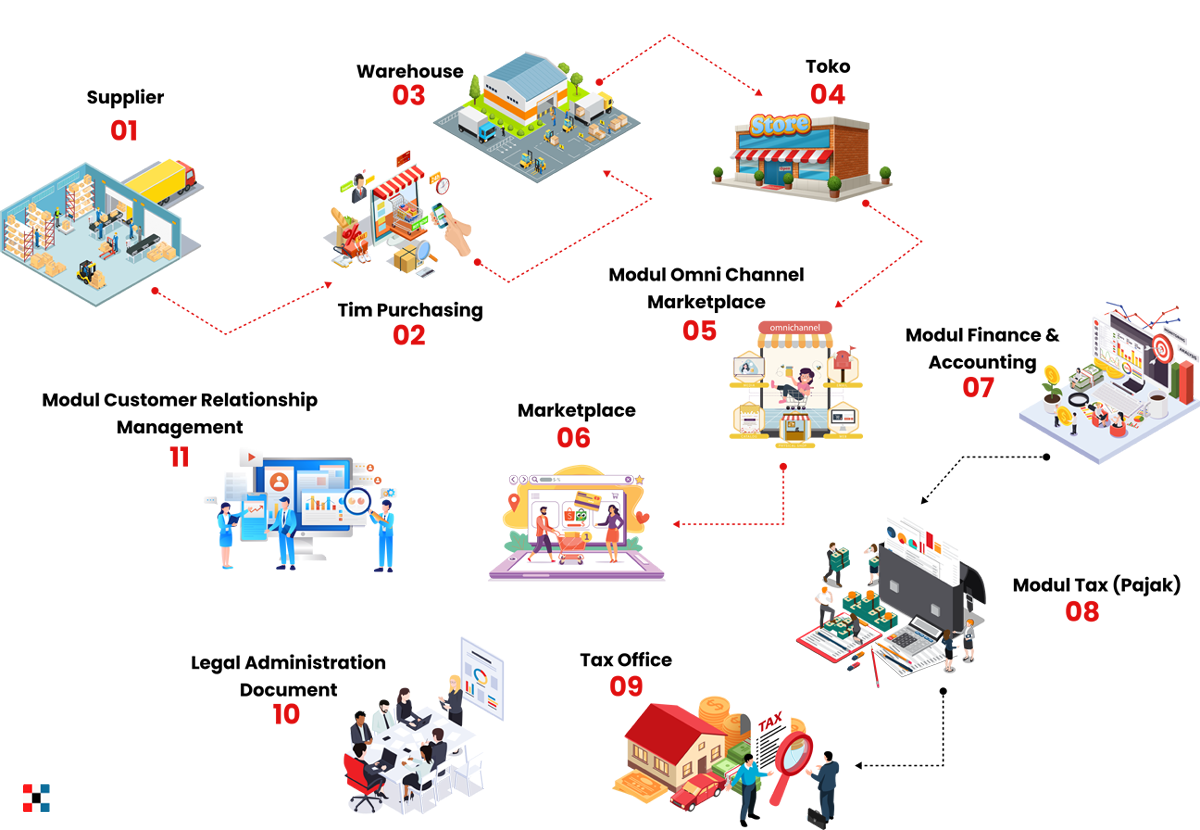 Supplier
01
Tim Purchasing
02
Warehouse
03
Toko
04
Store
Modul Omni Channel
Marketplace
05
omnichannel
Marketplace
06
Modul Finance &
Accounting
07
Modul Tax (Pajak)
08
Tax Office
09
TAX
Legal Administration
Document
10
Modul Customer Relationship
Management
11